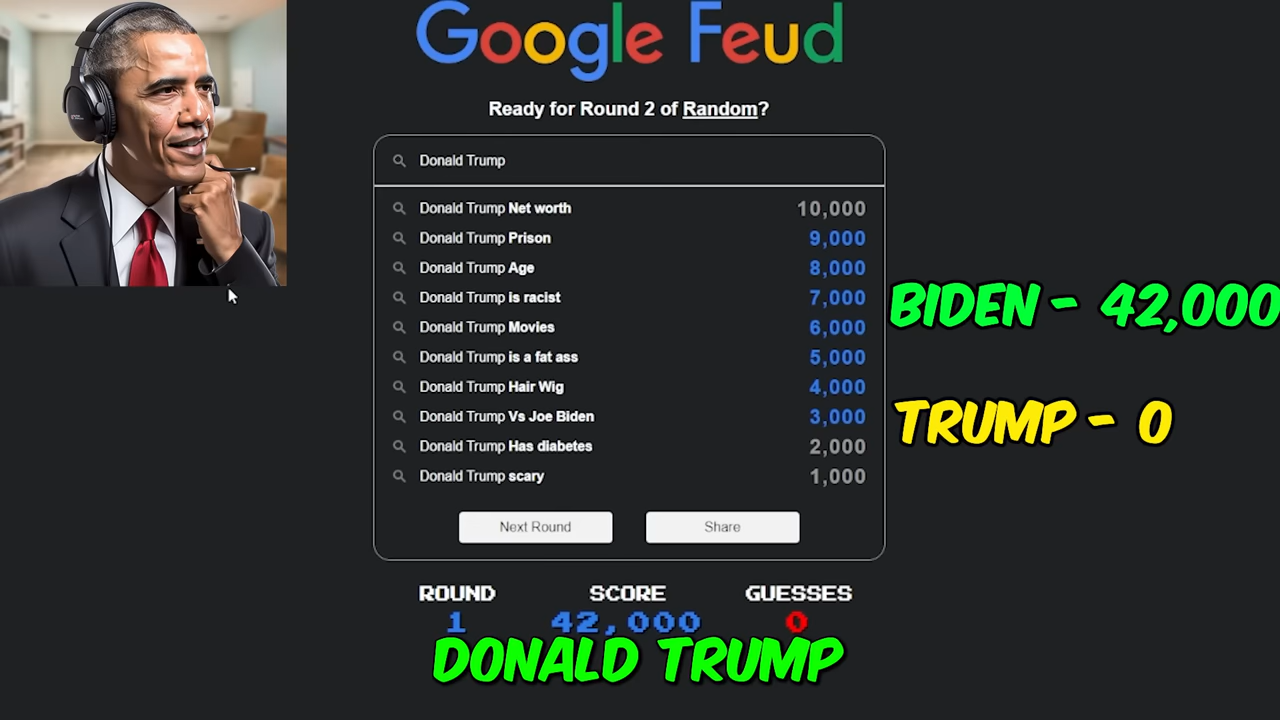 Google Feud
Ready for Round 2 of Random?
Donald Trump
Donald Trump Net worth 10,000
Donald Trump Prison 9,000
Donald Trump Age 8,000
Donald Trump is racist 7,000
Donald Trump Movies 6,000
Donald Trump is a fat ass 5,000
Donald Trump Hair Wig 4,000
Donald Trump Vs Joe Biden 3,000
Donald Trump Has diabetes 2,000
Donald Trump scary 1,000
BIDEN - 42,000
TRUMP - 0
Next Round Share
ROUND SCORE GUESSES
1 42,000 0
DONALD TRUMP